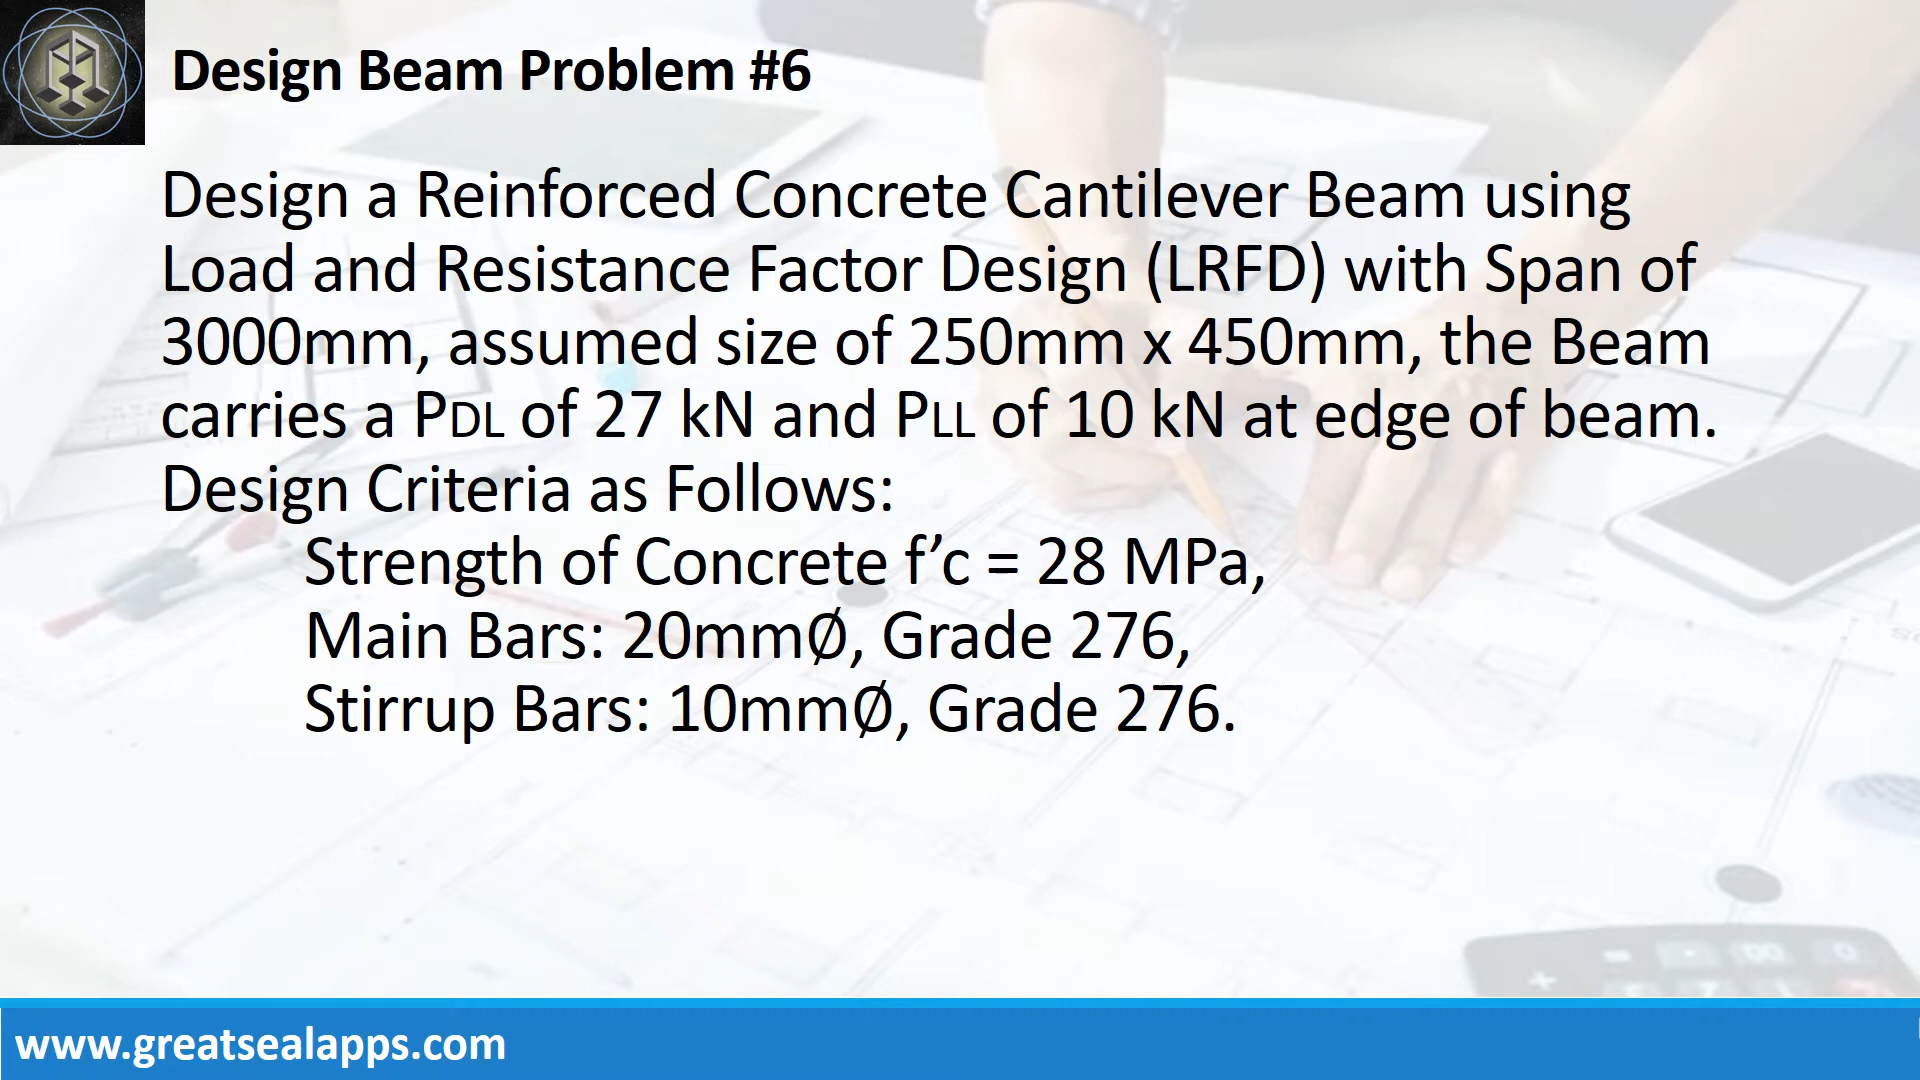 Design Beam Problem #6
Design a Reinforced Concrete Cantilever Beam using
Load and Resistance Factor Design (LRFD) with Span of
3000mm, assumed size of 250mm x 450mm, the Beam
carries a PDL of 27 kN and PLL of 10 kN at edge of beam.
Design Criteria as Follows:
Strength of Concrete f’c = 28 MPa,
Main Bars: 20mmØ, Grade 276,
Stirrup Bars: 10mmØ, Grade 276.
www.greatsealapps.com